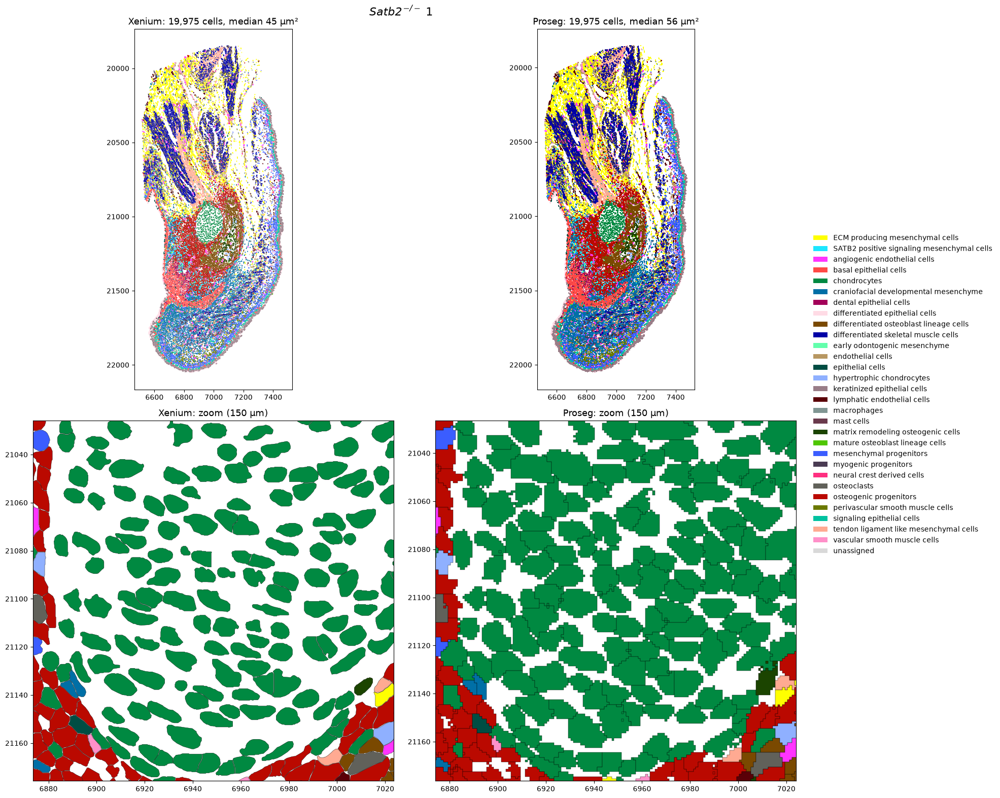 Satb2−/− 1
Xenium: 19,975 cells, median 45 µm²
20000
20500
21000
21500
22000
6600 6800 7000 7200 7400
Proseg: 19,975 cells, median 56 µm²
20000
20500
21000
21500
22000
6600 6800 7000 7200 7400
Xenium: zoom (150 µm)
21040
21060
21080
21100
21120
21140
21160
6880 6900 6920 6940 6960 6980 7000 7020
Proseg: zoom (150 µm)
21040
21060
21080
21100
21120
21140
21160
6880 6900 6920 6940 6960 6980 7000 7020
ECM producing mesenchymal cells
SATB2 positive signaling mesenchymal cells
angiogenic endothelial cells
basal epithelial cells
chondrocytes
craniofacial developmental mesenchyme
dental epithelial cells
differentiated epithelial cells
differentiated osteoblast lineage cells
differentiated skeletal muscle cells
early odontogenic mesenchyme
endothelial cells
epithelial cells
hypertrophic chondrocytes
keratinized epithelial cells
lymphatic endothelial cells
macrophages
mast cells
matrix remodeling osteogenic cells
mature osteoblast lineage cells
mesenchymal progenitors
myogenic progenitors
neural crest derived cells
osteoclasts
osteogenic progenitors
perivascular smooth muscle cells
signaling epithelial cells
tendon ligament like mesenchymal cells
vascular smooth muscle cells
unassigned